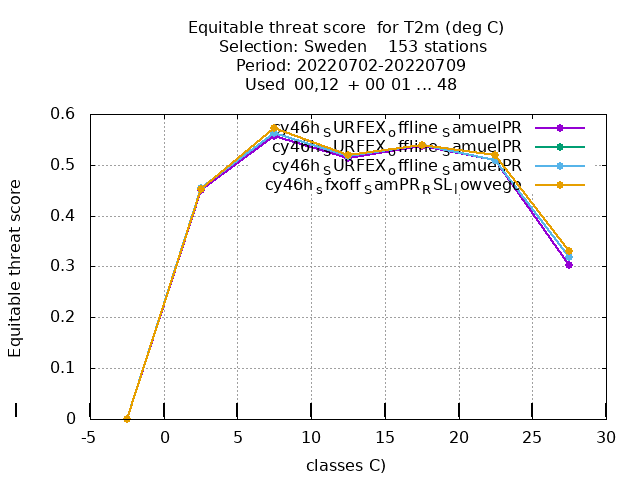 Equitable threat score for T2m (deg C)
Selection: Sweden 153 stations
Period: 20220702-20220709
Used 00,12 + 00 01 ... 48
cy46h_SURFEX_offline_SamuelPR
cy46h_SURFEX_offline_SamuelPR
cy46h_SURFEX_offline_SamuelPR
cy46h_sfxoff_SamPR_RSL_lowvege
Equitable threat score
0.6
0.5
0.4
0.3
0.2
0.1
0
-5 0 5 10 15 20 25 30
classes C)